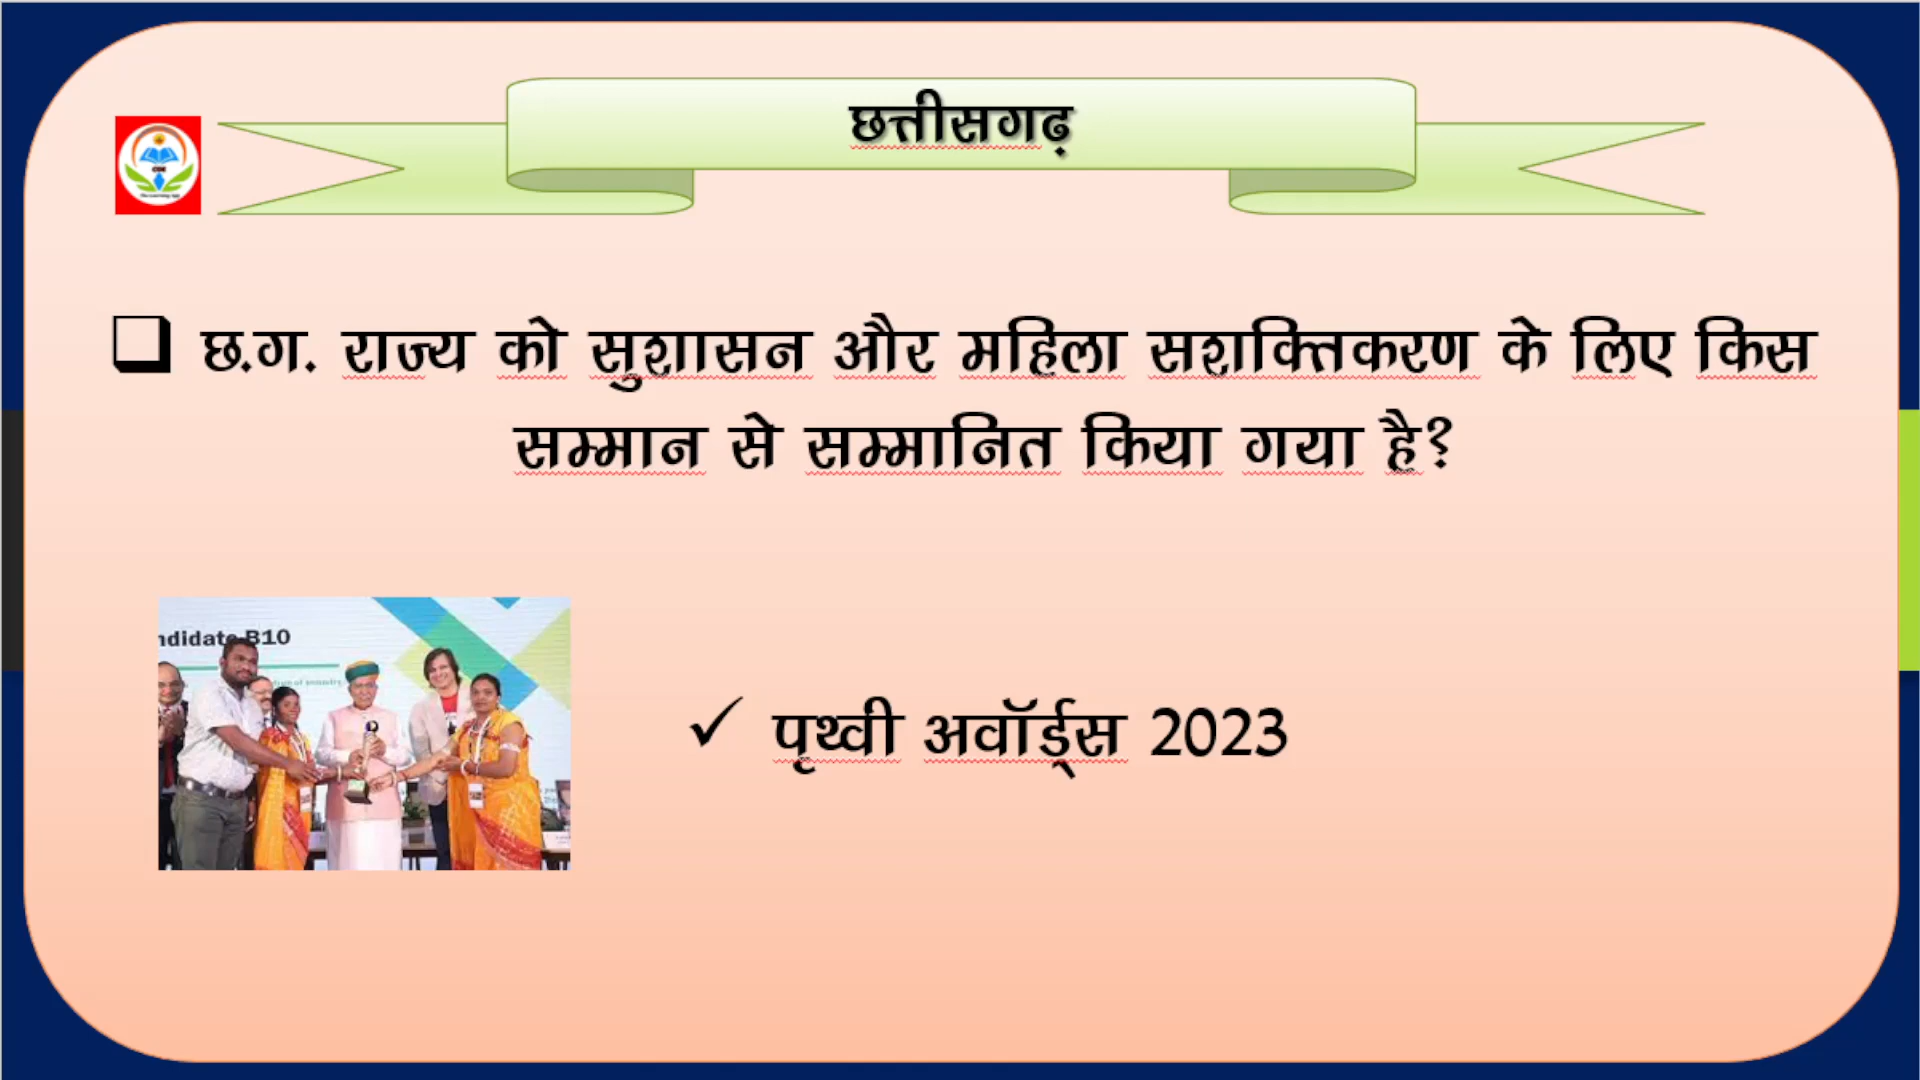 छत्तीसगढ़
छ.ग. राज्य को सुशासन और महिला सशक्तिकरण के लिए किस
सम्मान से सम्मानित किया गया है?
ndidate B10
पृथ्वी अवॉर्ड्स 2023